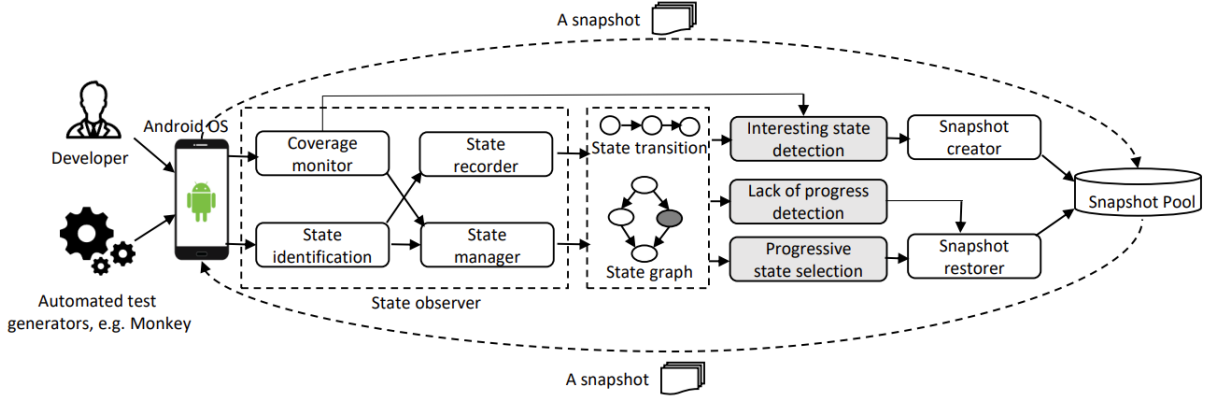 A snapshot
Developer
Android OS
Automated test
generators, e.g. Monkey
Coverage
monitor
State
recorder
State
identification
State
manager
State observer
State transition
State graph
Interesting state
detection
Lack of progress
detection
Progressive
state selection
Snapshot
creator
Snapshot
restorer
Snapshot Pool
A snapshot